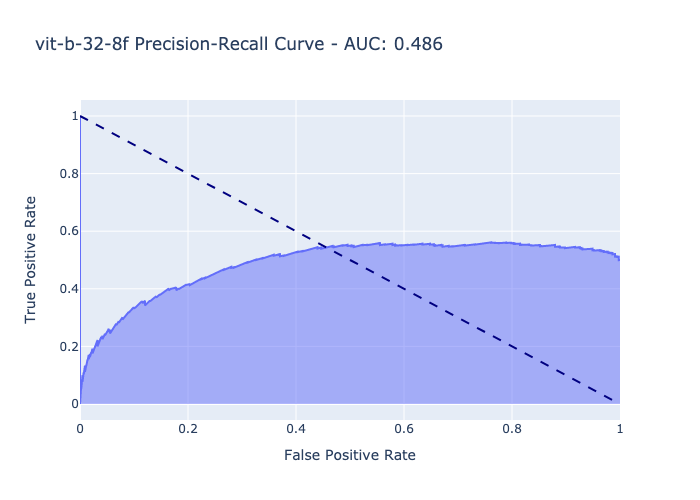 vit-b-32-8f Precision-Recall Curve - AUC: 0.486
True Positive Rate
1
0.8
0.6
0.4
0.2
0
0 0.2 0.4 0.6 0.8 1
False Positive Rate